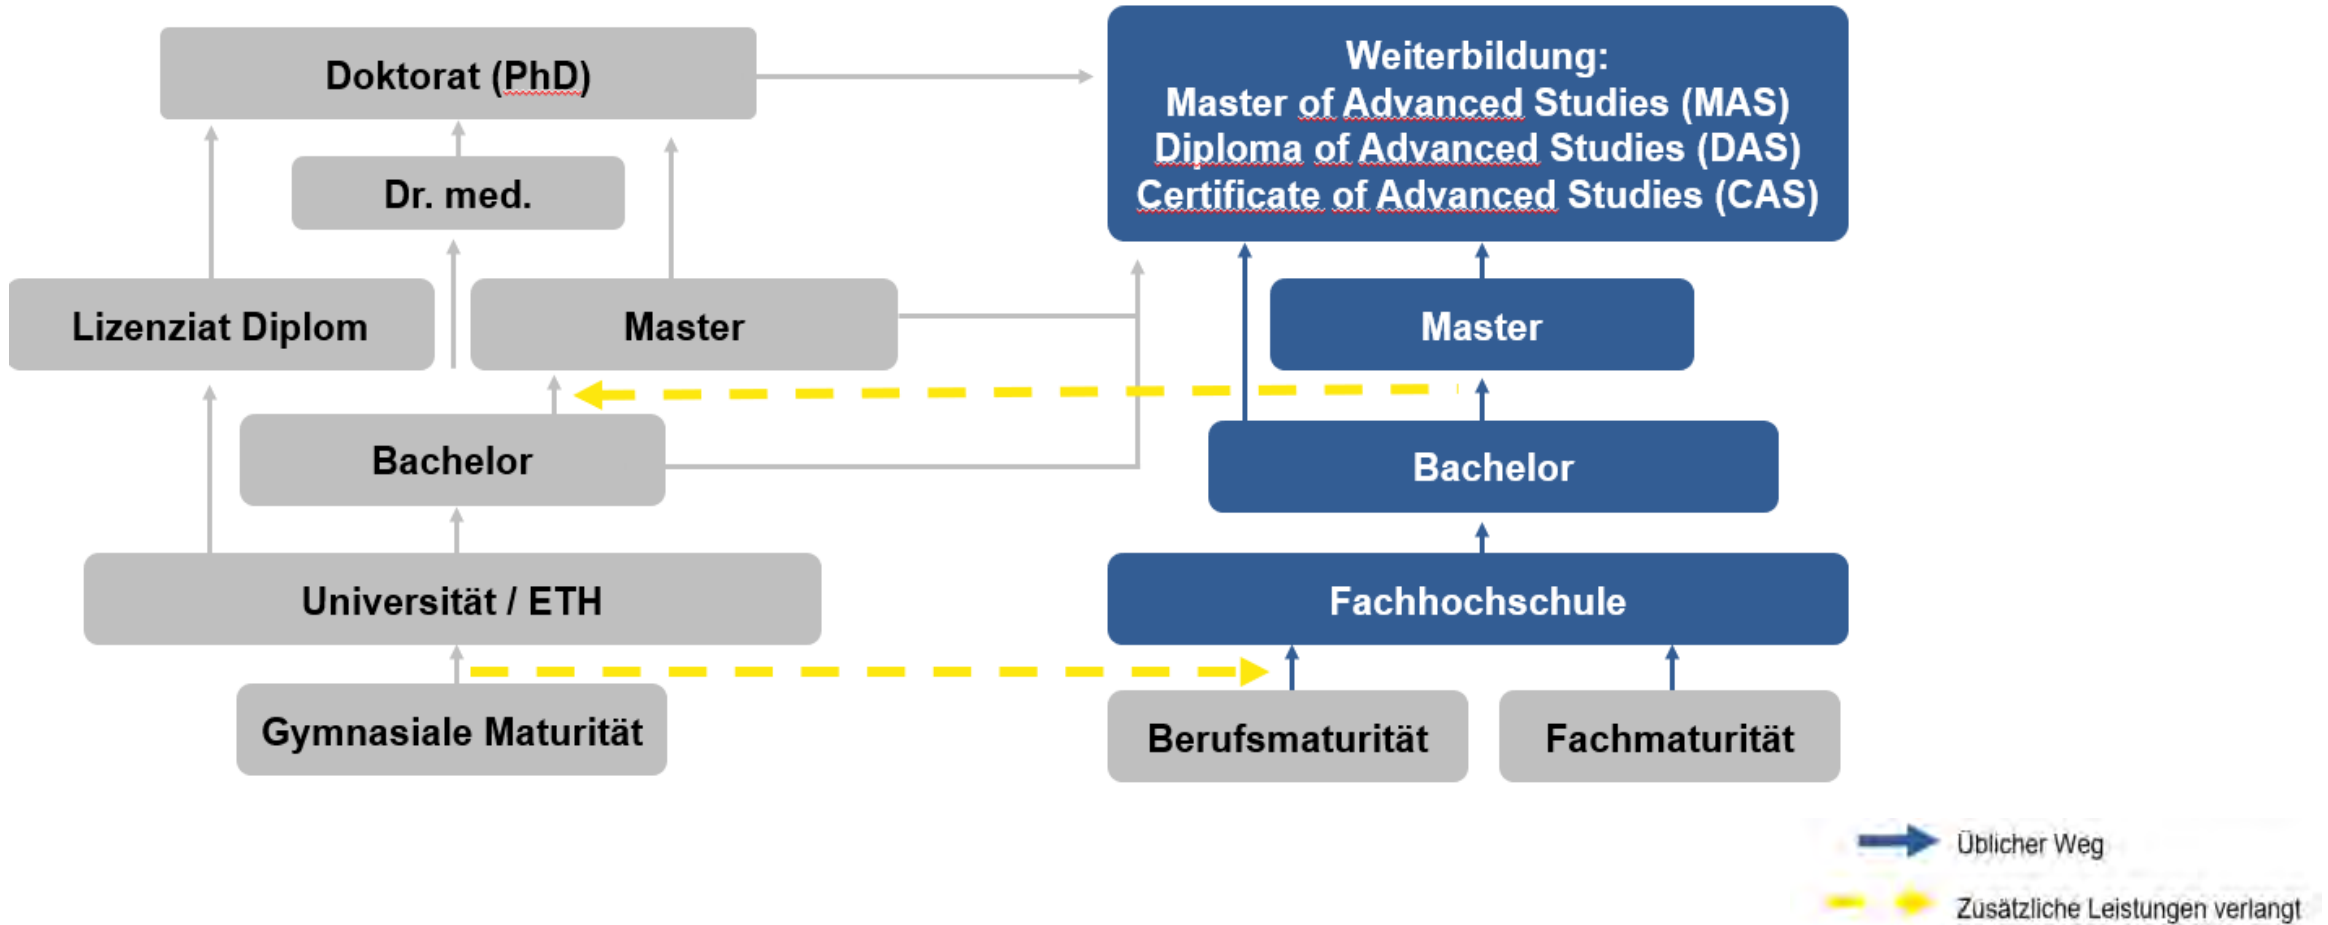 Doktorat (PhD)
Weiterbildung:
Master of Advanced Studies (MAS)
Diploma of Advanced Studies (DAS)
Certificate of Advanced Studies (CAS)
Dr. med.
Lizenziat Diplom
Master
Master
Bachelor
Bachelor
Universität / ETH
Fachhochschule
Gymnasiale Maturität
Berufsmaturität
Fachmaturität
Üblicher Weg
Zusätzliche Leistungen verlangt